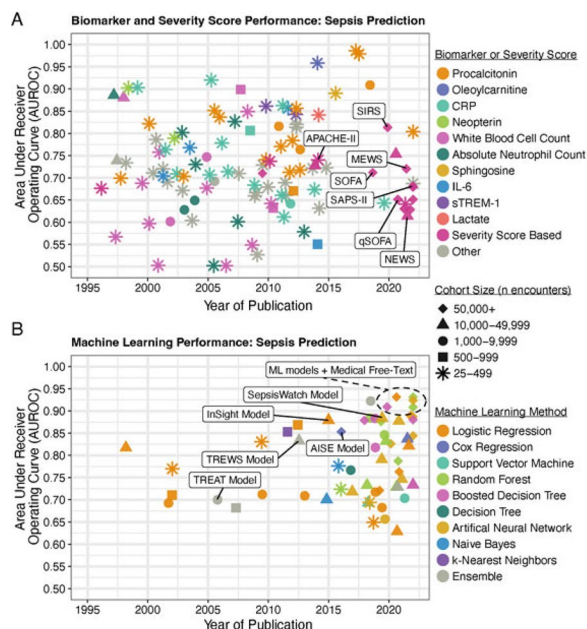 A
Biomarker and Severity Score Performance: Sepsis Prediction
Area Under Receiver
Operating Curve (AUROC)
1.00
0.95
0.90
0.85
0.80
0.75
0.70
0.65
0.60
0.55
0.50
SIRS
APACHE-II
MEWS
SOFA
SAPS-II
qSOFA
NEWS
1995
2000
2005
2010
2015
2020
Year of Publication
Biomarker or Severity Score
Procalcitonin
Oleoylcarnitine
CRP
Neopterin
White Blood Cell Count
Absolute Neutrophil Count
Sphingosine
IL-6
sTREM-1
Lactate
Severity Score Based
Other
Cohort Size (n encounters)
50,000+
10,000-49,999
1,000-9,999
500-999
25-499
B
Machine Learning Performance: Sepsis Prediction
Area Under Receiver
Operating Curve (AUROC)
1.00
0.95
0.90
0.85
0.80
0.75
0.70
0.65
0.60
0.55
0.50
ML models + Medical Free-Text
SepsisWatch Model
InSight Model
AISE Model
TREWS Model
TREAT Model
1995
2000
2005
2010
2015
2020
Year of Publication
Machine Learning Method
Logistic Regression
Cox Regression
Support Vector Machine
Random Forest
Boosted Decision Tree
Decision Tree
Artifical Neural Network
Naive Bayes
k-Nearest Neighbors
Ensemble